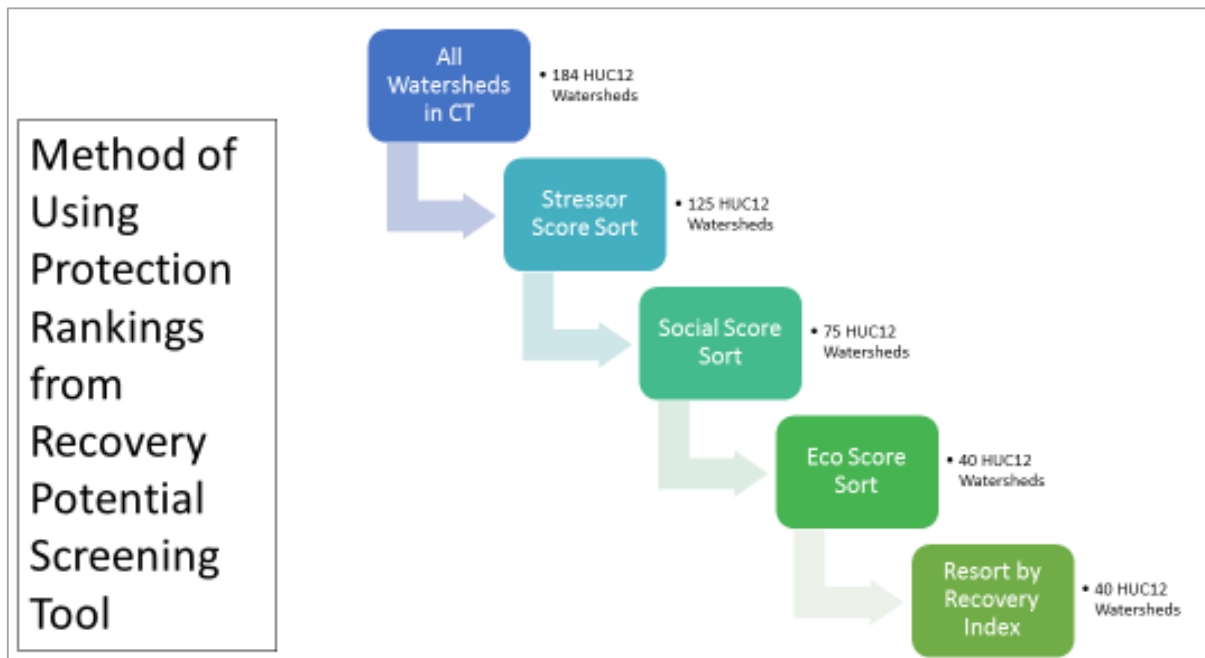 Method of
Using
Protection
Rankings
from
Recovery
Potential
Screening
Tool
All
Watersheds
in CT
• 184 HUC12
Watersheds
Stressor
Score Sort
• 125 HUC12
Watersheds
Social Score
Sort
• 75 HUC12
Watersheds
Eco Score
Sort
• 40 HUC12
Watersheds
Resort by
Recovery
Index
• 40 HUC12
Watersheds